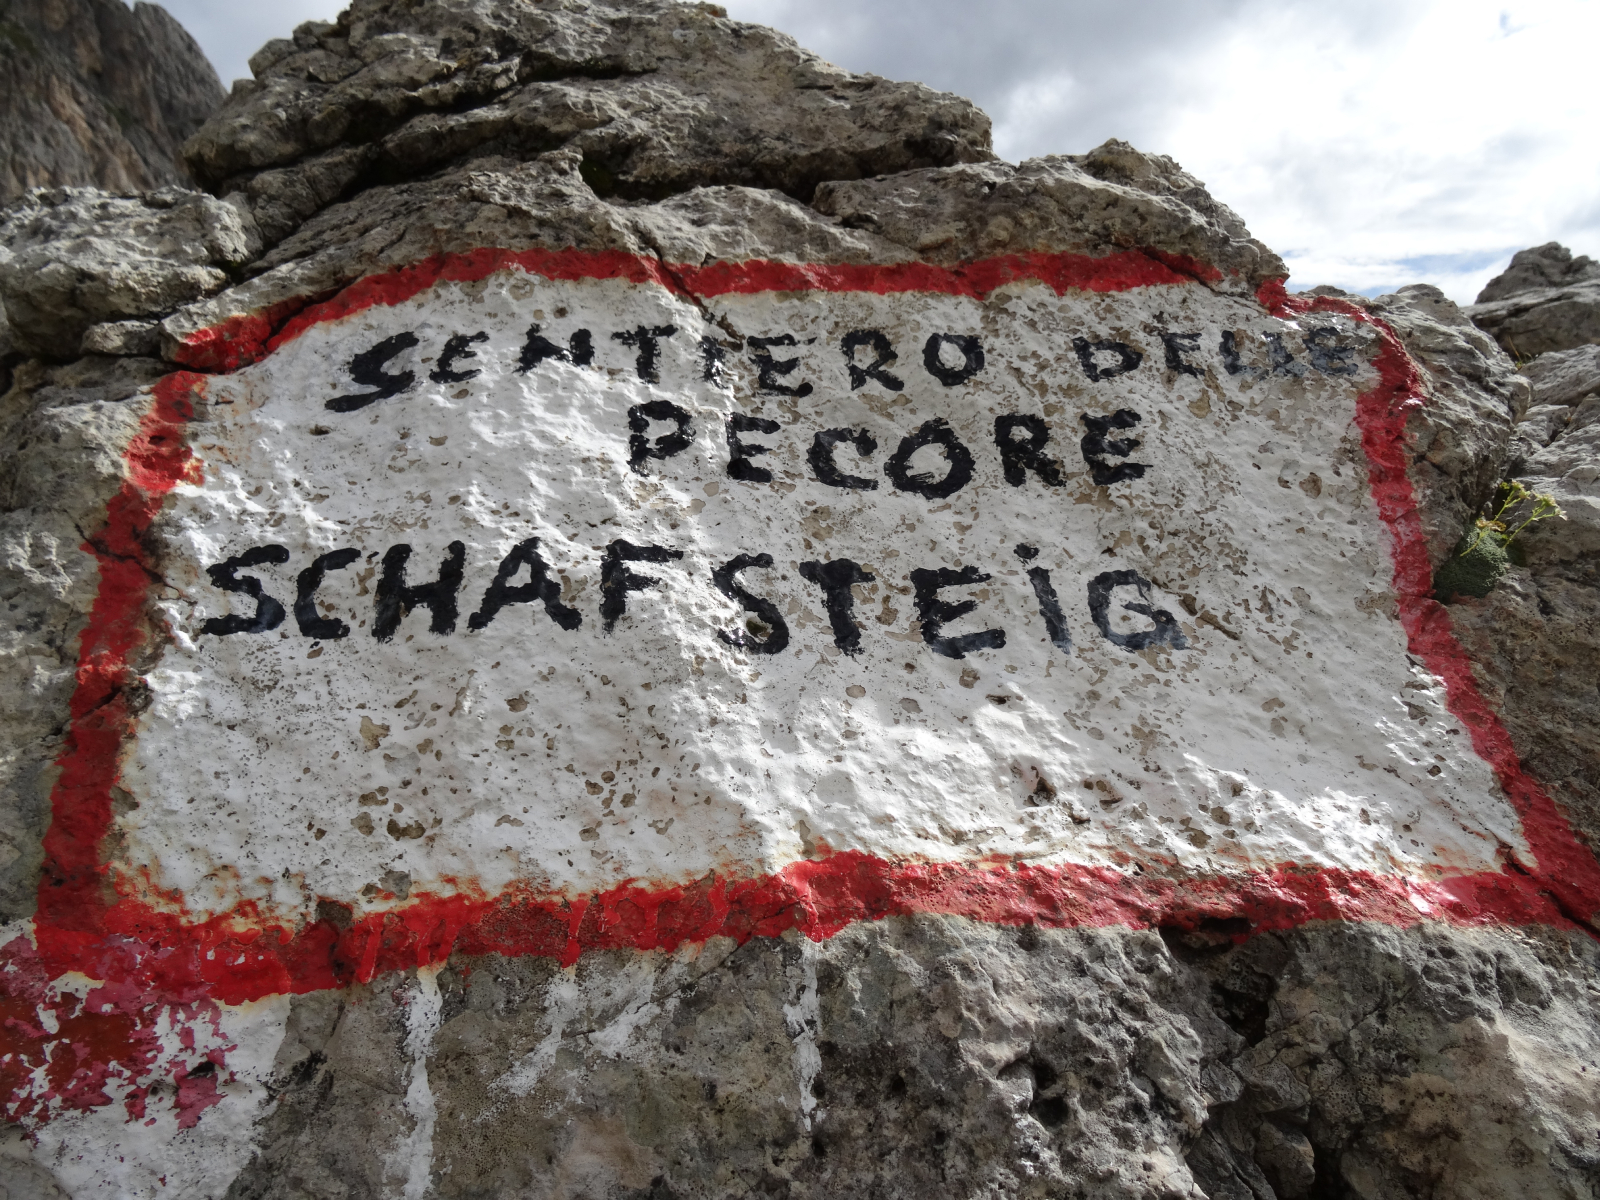 SENTIERO DELLE
PECORE
SCHAFSTEiG